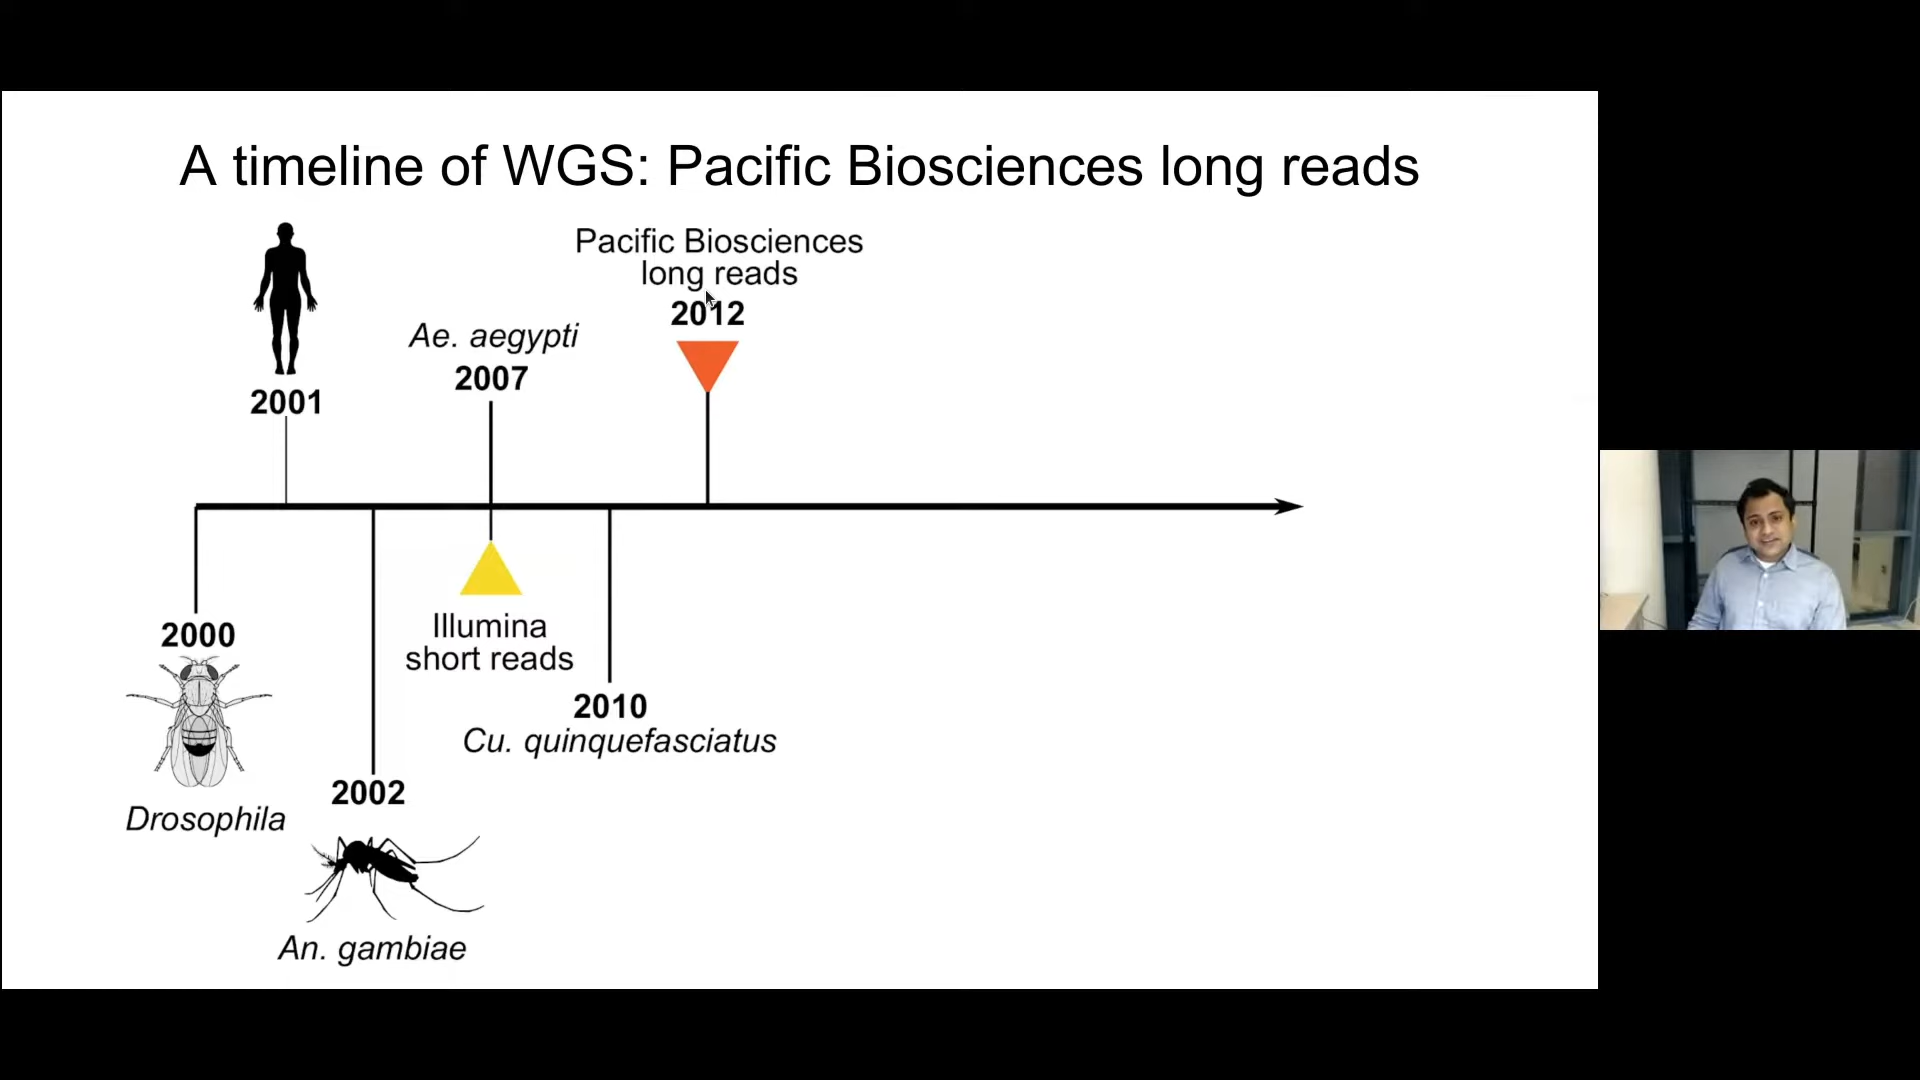 A timeline of WGS: Pacific Biosciences long reads
Pacific Biosciences
long reads
2012
Ae. aegypti
2007
2001
2000
Drosophila
2002
An. gambiae
Illumina
short reads
2010
Cu. quinquefasciatus